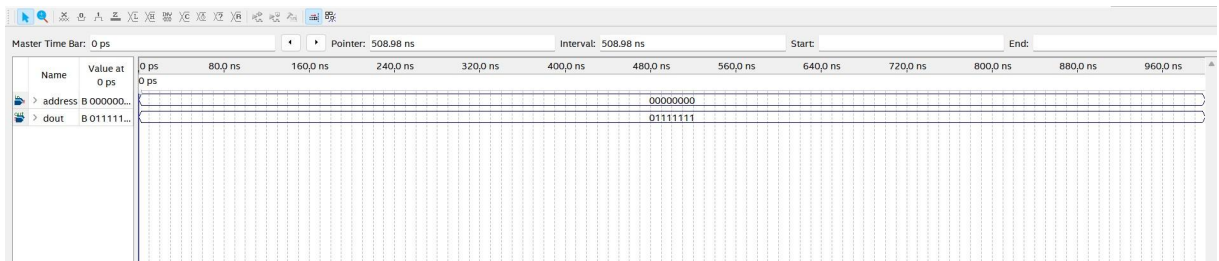 Master Time Bar: 0 ps Pointer: 508.98 ns Interval: 508.98 ns Start: End:
Name Value at 0 ps
0 ps 80.0 ns 160.0 ns 240.0 ns 320.0 ns 400.0 ns 480.0 ns 560.0 ns 640.0 ns 720.0 ns 800.0 ns 880.0 ns 960.0 ns
0 ps
address B 000000... 00000000
dout B 011111... 01111111